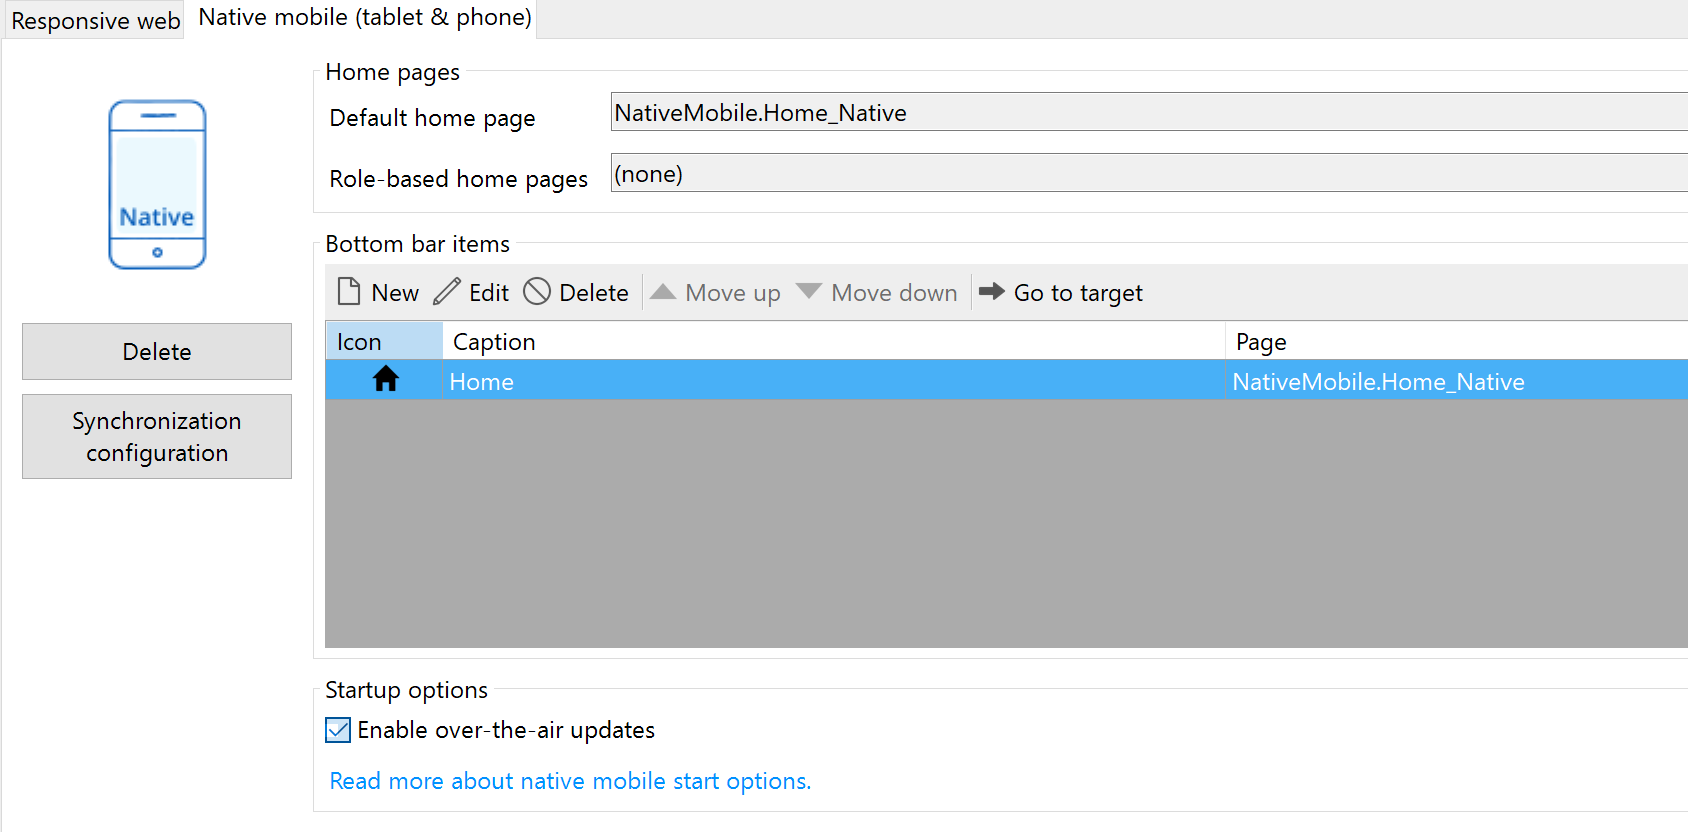 Responsive web
Native mobile (tablet & phone)
Native
Delete
Synchronization
configuration
Home pages
Default home page
NativeMobile.Home_Native
Role-based home pages
(none)
Bottom bar items
New Edit Delete Move up Move down Go to target
Icon Caption Page
Home NativeMobile.Home_Native
Startup options
Enable over-the-air updates
Read more about native mobile start options.